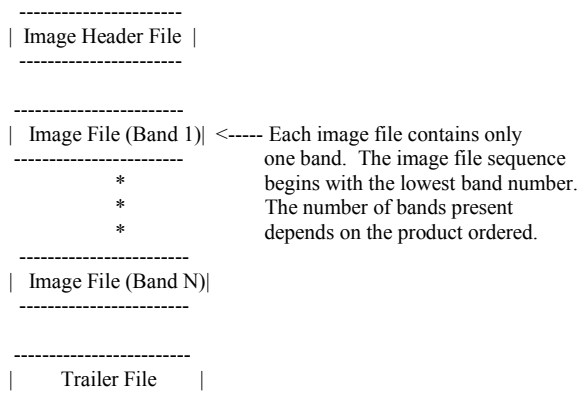 -----------------------
| Image Header File |
-----------------------
------------------------
| Image File (Band 1)| <----- Each image file contains only
------------------------ one band. The image file sequence
* begins with the lowest band number.
* The number of bands present
* depends on the product ordered.
------------------------
| Image File (Band N)|
------------------------
-------------------------
| Trailer File |